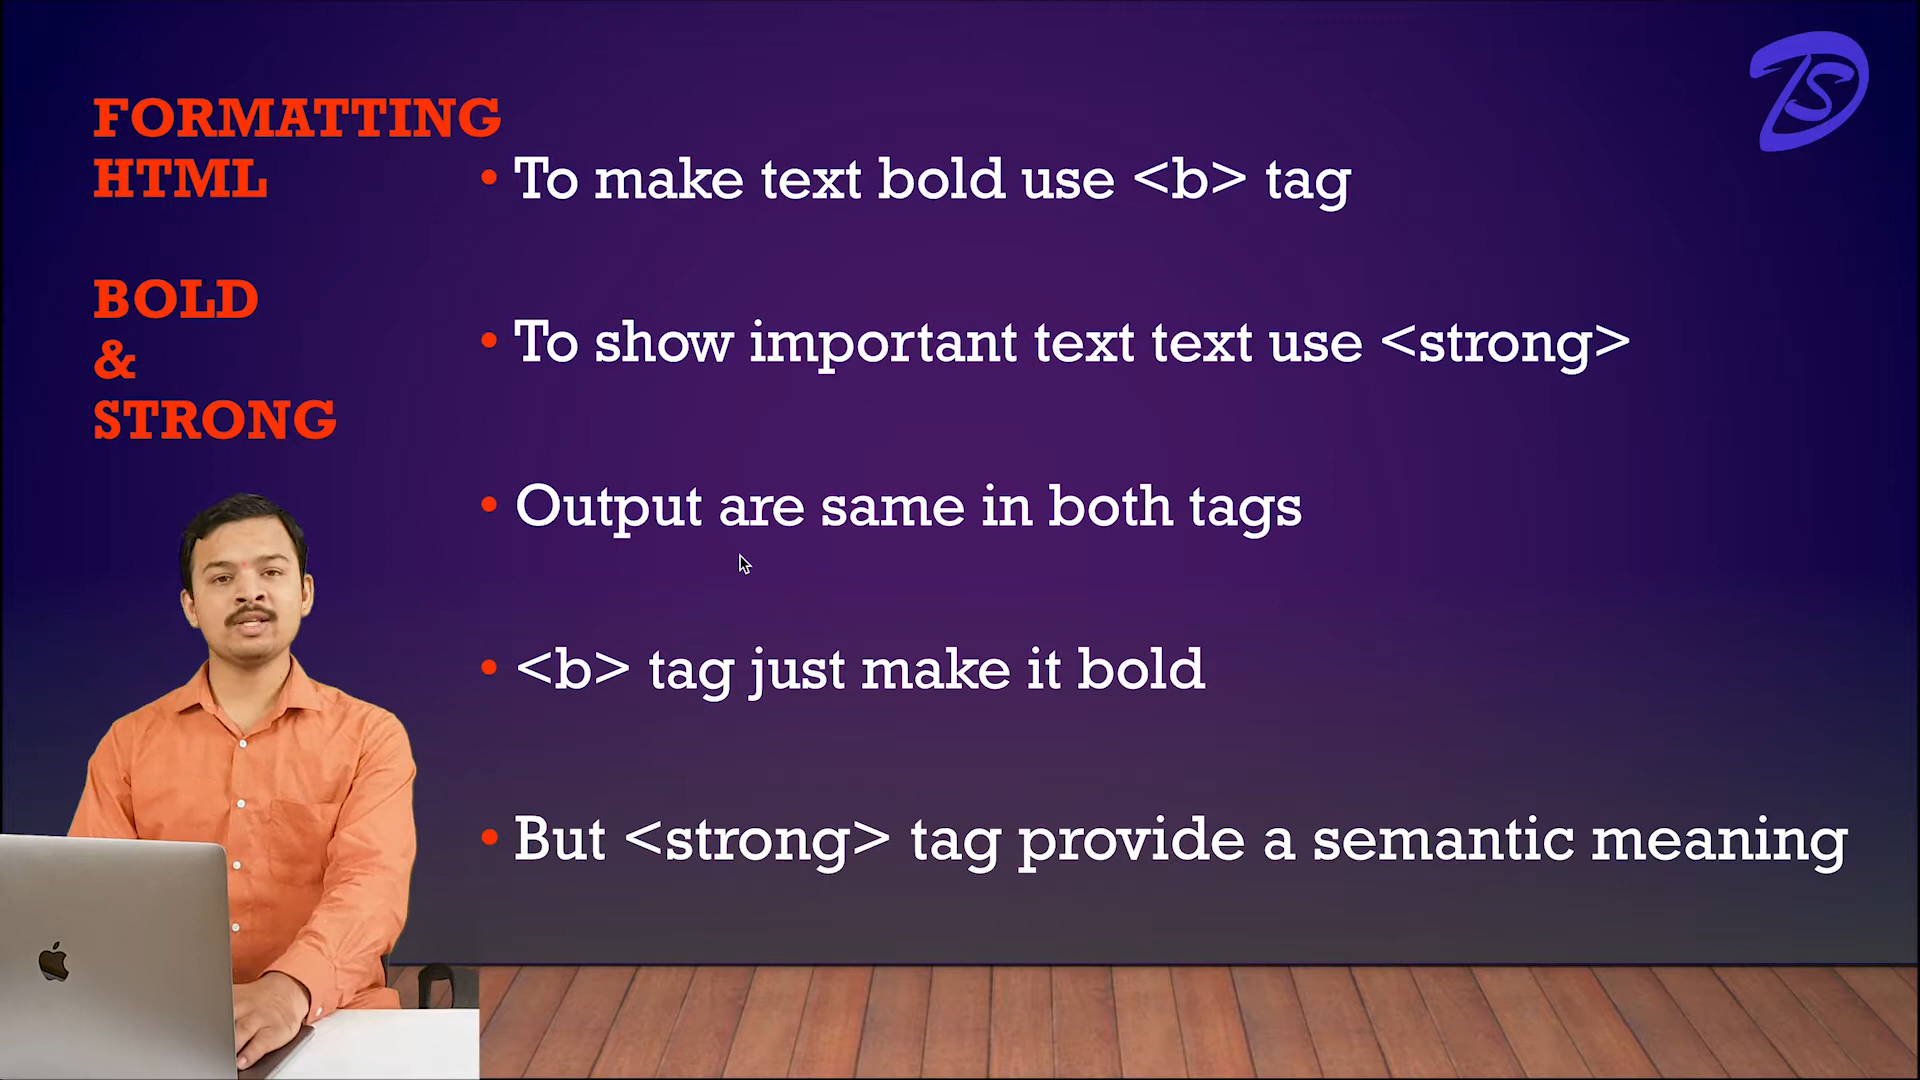 FORMATTING
HTML
BOLD
&
STRONG
• To make text bold use <b> tag
• To show important text text use <strong>
• Output are same in both tags
• <b> tag just make it bold
• But <strong> tag provide a semantic meaning